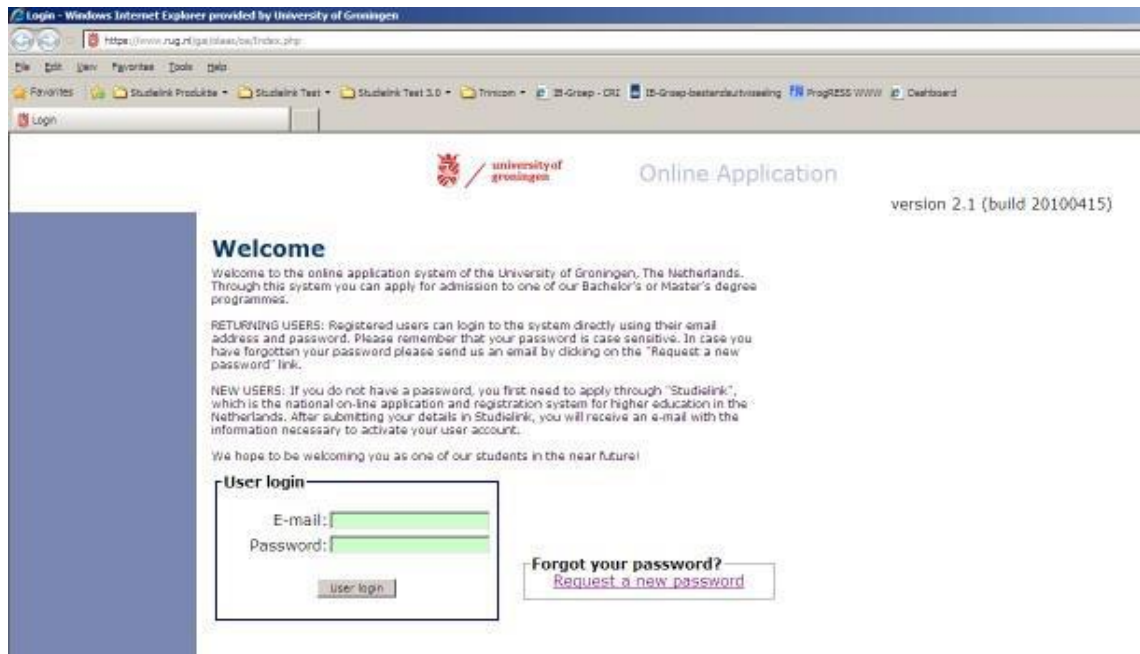 Login - Windows Internet Explorer provided by University of Groningen
File Edit View Favorites Tools Help
Favorites Studielink Produktie Studielink Test Studielink Test 3.0 Trinicom IB-Groep - CRI IB-Groep-bestandsuitwisseling ProgRESS WWW Dashboard
Login
university of
groningen
Online Application
version 2.1 (build 20100415)
Welcome
Welcome to the online application system of the University of Groningen, The Netherlands.
Through this system you can apply for admission to one of our Bachelor's or Master's degree
programmes.
RETURNING USERS: Registered users can login to the system directly using their email
address and password. Please remember that your password is case sensitive. In case you
have forgotten your password please send us an email by clicking on the "Request a new
password" link.
NEW USERS: If you do not have a password, you first need to apply through "Studielink",
which is the national on-line application and registration system for higher education in the
Netherlands. After submitting your details in Studielink, you will receive an e-mail with the
information necessary to activate your user account.
We hope to be welcoming you as one of our students in the near future!
User login
E-mail:
Password:
User login
Forgot your password?
Request a new password